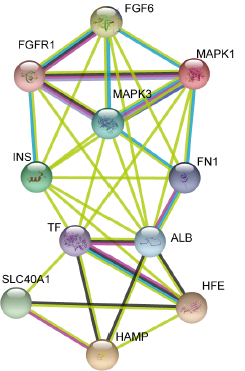 FGF6
FGFR1
MAPK1
MAPK3
INS
FN1
TF
ALB
SLC40A1
HFE
HAMP